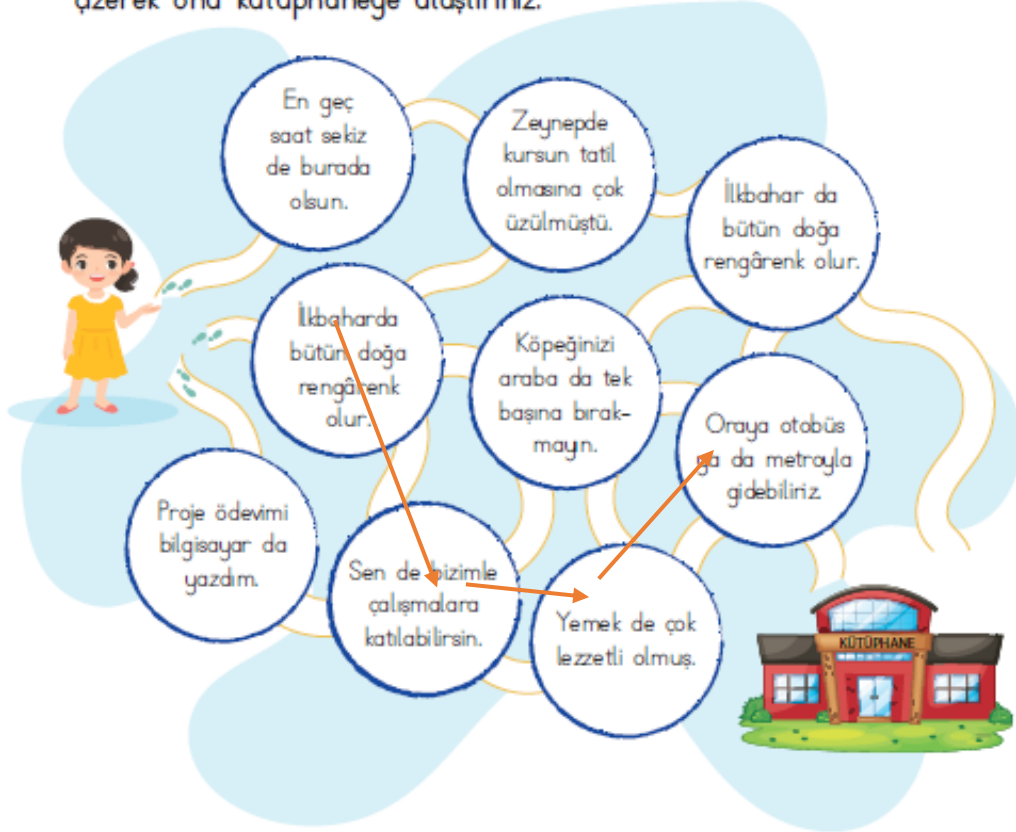 azerek onu kütüphaneye ulaştırınız.
En geç
saat sekiz
de burada
olsun.
Zeynepde
kursun tatil
olmasına çok
üzülmüştü.
İlkbahar da
bütün doğa
rengârenk olur.
İlkbaharda
bütün doğa
rengârenk
olur.
Köpeğinizi
araba da tek
başına bırak-
mayın.
Oraya otobüs
ya da metroyla
gidebiliriz.
Proje ödevimi
bilgisayar da
yazdım.
Sen de bizimle
çalışmalara
katılabilirsin.
Yemek de çok
lezzetli olmuş.
KÜTÜPHANE